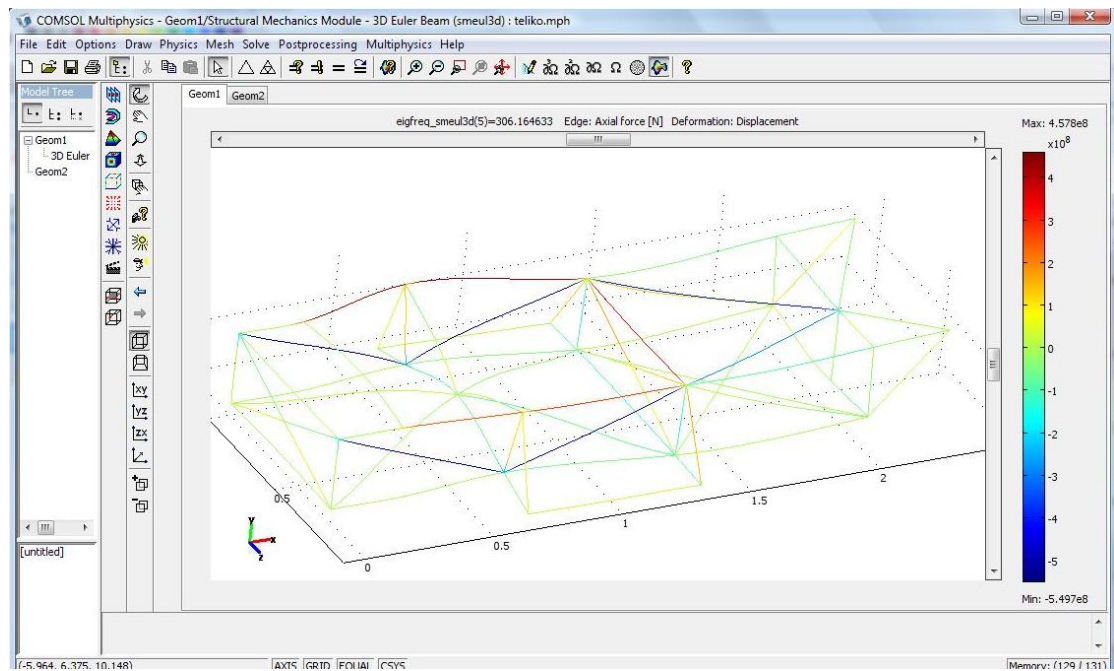 COMSOL Multiphysics - Geom1/Structural Mechanics Module - 3D Euler Beam (smeul3d) : teliko.mph
File Edit Options Draw Physics Mesh Solve Postprocessing Multiphysics Help
Model Tree
Geom1
3D Euler
Geom2
[untitled]
xy
yz
zx
Geom1 Geom2
eigfreq_smeul3d(5)=306.164633 Edge: Axial force [N] Deformation: Displacement
Max: 4.578e8
x10⁸
4
3
2
1
0
-1
-2
-3
-4
-5
Min: -5.497e8
0.5
0
0.5
1
1.5
2
y
x
z
(-5.964, 6.375, 10.148)
AXIS GRID EQUAL CSYS
Memory: (129 / 131)